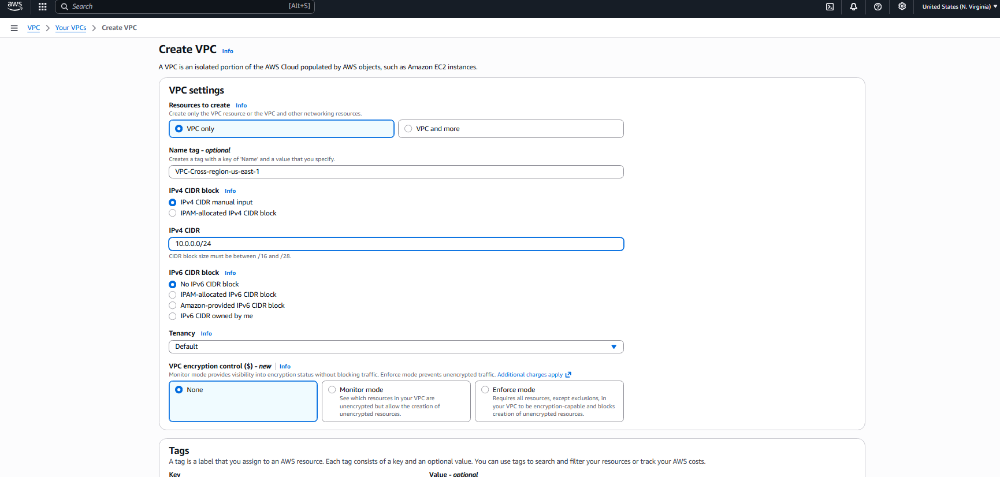 aws Search [Alt+S] United States (N. Virginia)
VPC Your VPCs Create VPC
Create VPC Info
A VPC is an isolated portion of the AWS Cloud populated by AWS objects, such as Amazon EC2 instances.
VPC settings
Resources to create Info
Create only the VPC resource or the VPC and other networking resources.
VPC only VPC and more
Name tag - optional
Creates a tag with a key of 'Name' and a value that you specify.
VPC-Cross-region-us-east-1
IPv4 CIDR block Info
IPv4 CIDR manual input
IPAM-allocated IPv4 CIDR block
IPv4 CIDR
10.0.0.0/24
CIDR block size must be between /16 and /28.
IPv6 CIDR block Info
No IPv6 CIDR block
IPAM-allocated IPv6 CIDR block
Amazon-provided IPv6 CIDR block
IPv6 CIDR owned by me
Tenancy Info
Default
VPC encryption control ($) - new Info
Monitor mode provides visibility into encryption status without blocking traffic. Enforce mode prevents unencrypted traffic. Additional charges apply
None Monitor mode Enforce mode
See which resources in your VPC are Requires all resources, except exclusions, in
unencrypted but allow the creation of your VPC to be encryption-capable and blocks
unencrypted resources. creation of unencrypted resources.
Tags
A tag is a label that you assign to an AWS resource. Each tag consists of a key and an optional value. You can use tags to search and filter your resources or track your AWS costs.
Key Value - optional